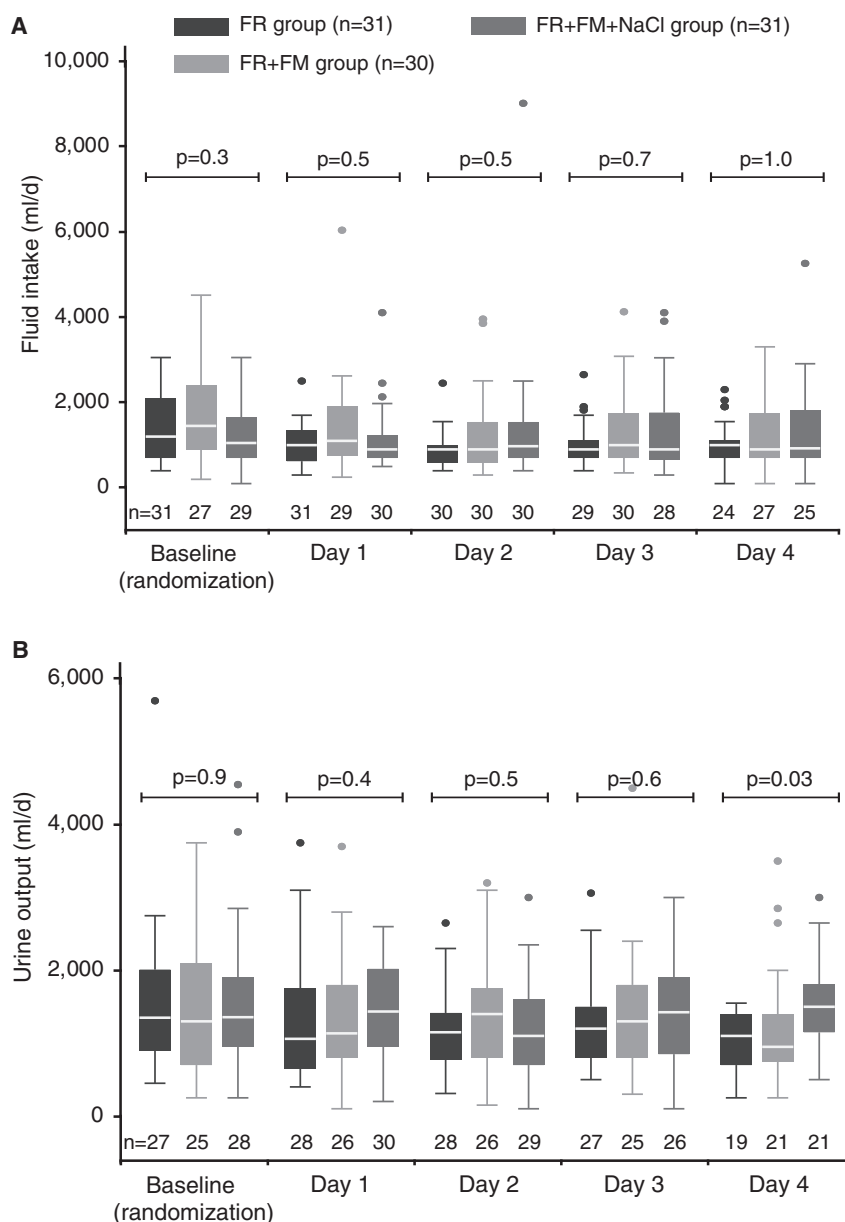 A
FR group (n=31)
FR+FM+NaCl group (n=31)
FR+FM group (n=30)
Fluid intake (ml/d)
10,000
8,000
6,000
4,000
2,000
0
p=0.3 p=0.5 p=0.5 p=0.7 p=1.0
n=31 27 29 31 29 30 30 30 30 29 30 28 24 27 25
Baseline Day 1 Day 2 Day 3 Day 4
(randomization)
B
Urine output (ml/d)
6,000
4,000
2,000
0
p=0.9 p=0.4 p=0.5 p=0.6 p=0.03
n=27 25 28 28 26 30 28 26 29 27 25 26 19 21 21
Baseline Day 1 Day 2 Day 3 Day 4
(randomization)